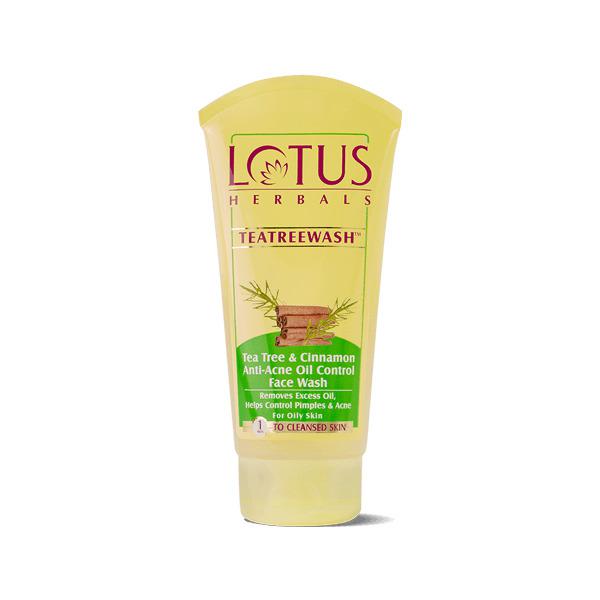 LOTUS
HERBALS
TEATREEWASH™
Tea Tree & Cinnamon
Anti-Acne Oil Control
Face Wash
Removes Excess Oil,
Helps Control Pimples & Acne
For Oily Skin
1 TO CLEANSED SKIN